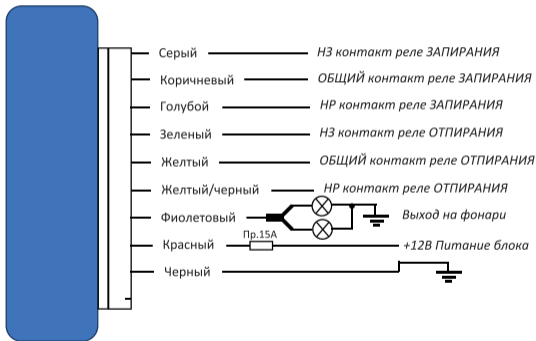 Серый НЗ контакт реле ЗАПИРАНИЯ
Коричневый ОБЩИЙ контакт реле ЗАПИРАНИЯ
Голубой НР контакт реле ЗАПИРАНИЯ
Зеленый НЗ контакт реле ОТПИРАНИЯ
Желтый ОБЩИЙ контакт реле ОТПИРАНИЯ
Желтый/черный НР контакт реле ОТПИРАНИЯ
Фиолетовый Выход на фонари
Пр.15А
Красный +12В Питание блока
Черный